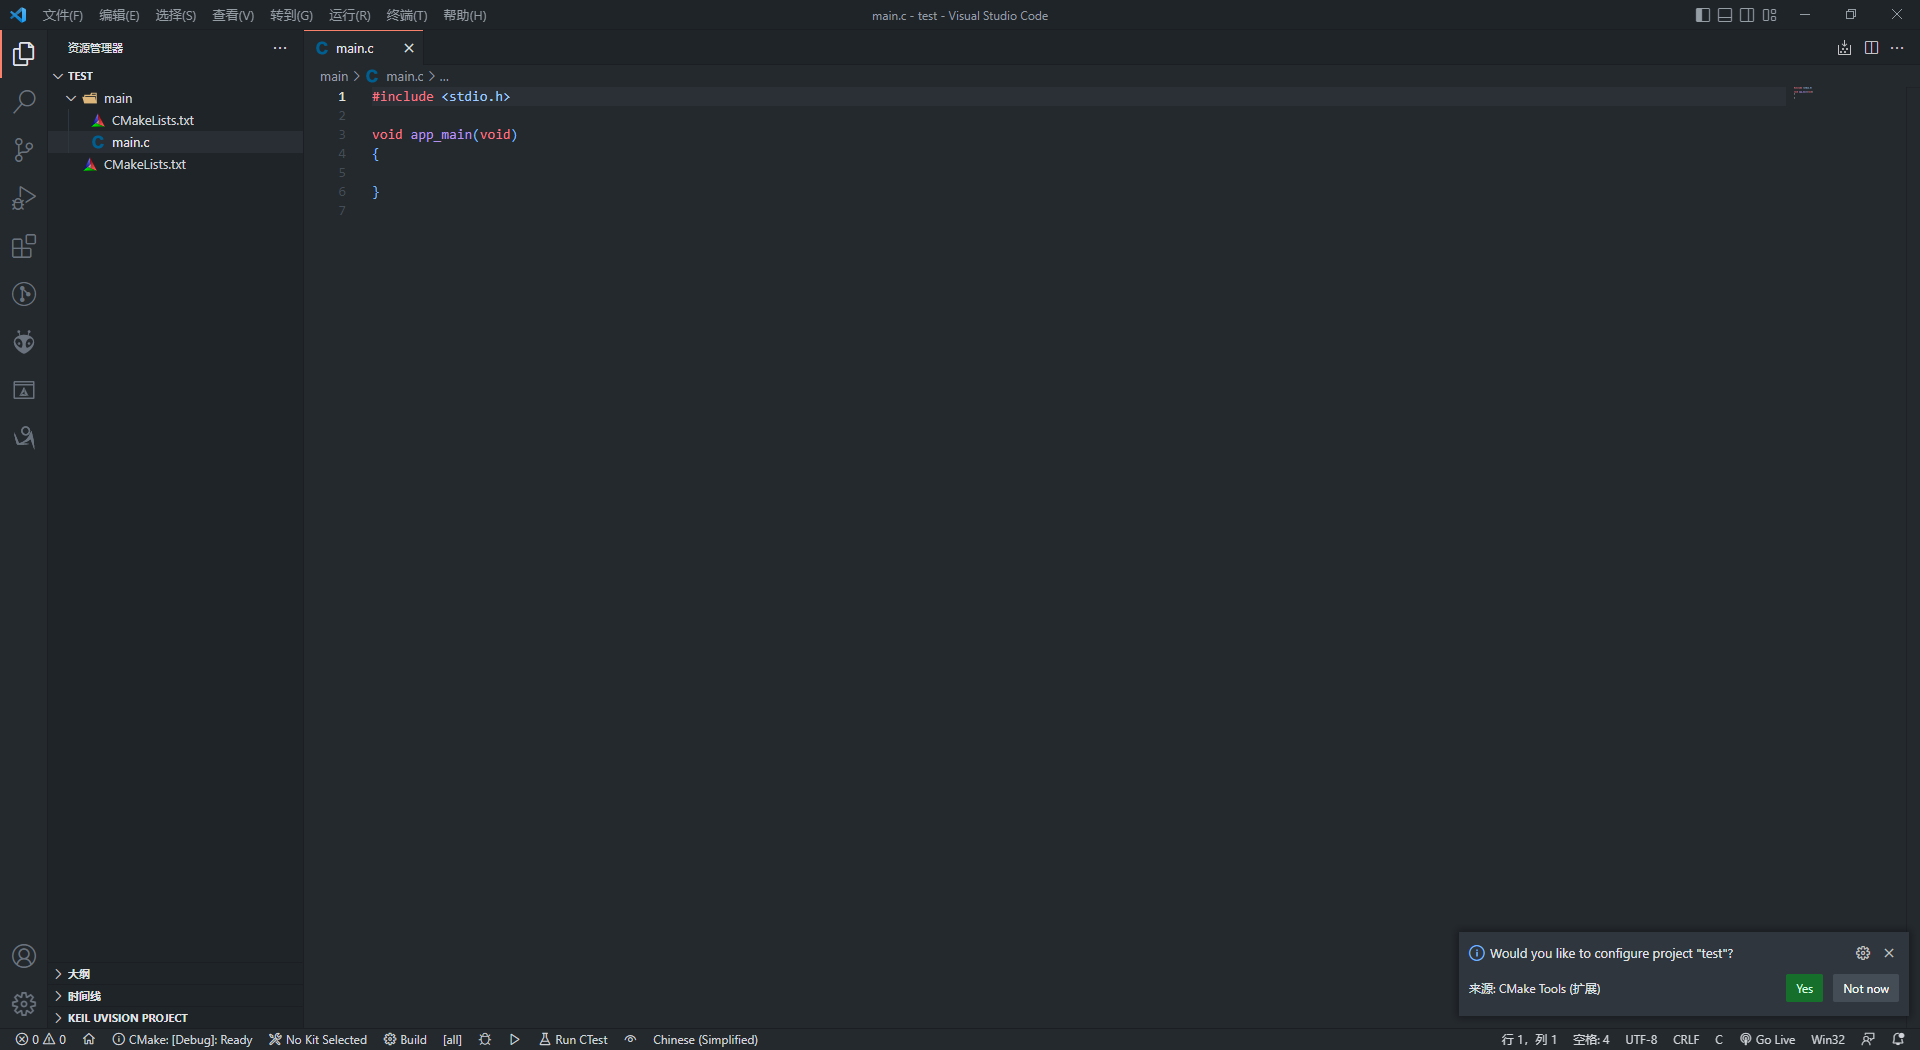 文件(F) 编辑(E) 选择(S) 查看(V) 转到(G) 运行(R) 终端(T) 帮助(H)
main.c - test - Visual Studio Code
资源管理器
TEST
main
CMakeLists.txt
main.c
CMakeLists.txt
大纲
时间线
KEIL UVISION PROJECT
main.c
main > main.c > ...
1 #include <stdio.h>
2
3 void app_main(void)
4 {
5
6 }
7
Would you like to configure project "test"?
来源: CMake Tools (扩展)
Yes
Not now
0 0 CMake: [Debug]: Ready No Kit Selected Build [all] Run CTest Chinese (Simplified)
行 1，列 1 空格: 4 UTF-8 CRLF C Go Live Win32